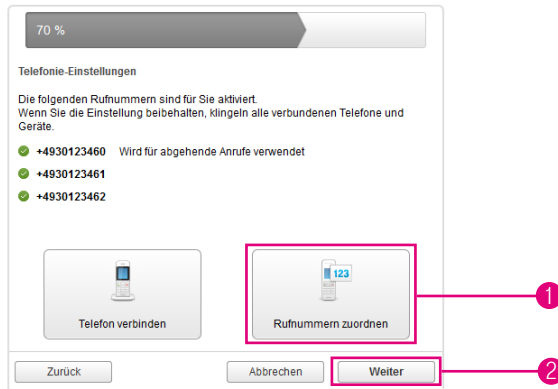 70 %
Telefonie-Einstellungen
Die folgenden Rufnummern sind für Sie aktiviert.
Wenn Sie die Einstellung beibehalten, klingeln alle verbundenen Telefone und
Geräte.
+4930123460 Wird für abgehende Anrufe verwendet
+4930123461
+4930123462
123
Telefon verbinden Rufnummern zuordnen
1
Zurück Abbrechen Weiter
2